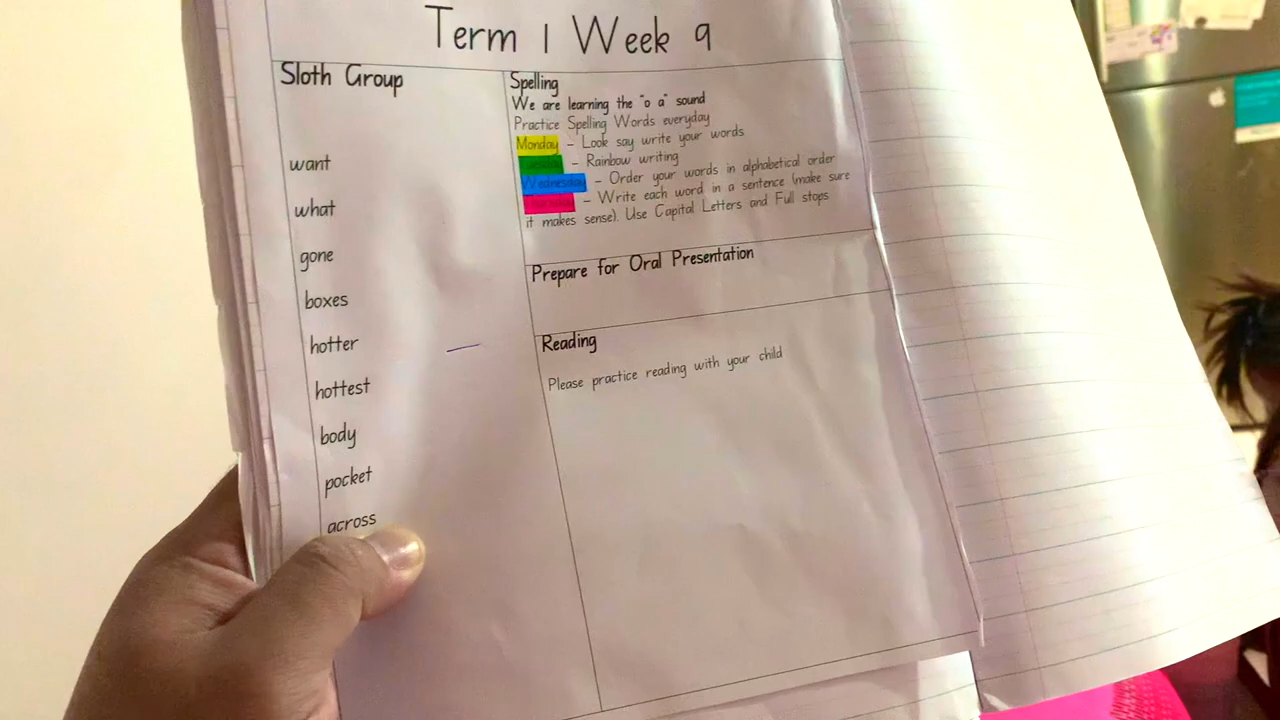 Term 1 Week 9
Sloth Group
want
what
gone
boxes
hotter
hottest
body
pocket
across
Spelling
We are learning the "o a" sound
Practice Spelling Words everyday
Monday - Look say write your words
Tuesday - Rainbow writing
Wednesday - Order your words in alphabetical order
Thursday - Write each word in a sentence (make sure
it makes sense). Use Capital Letters and Full stops
Prepare for Oral Presentation
Reading
Please practice reading with your child